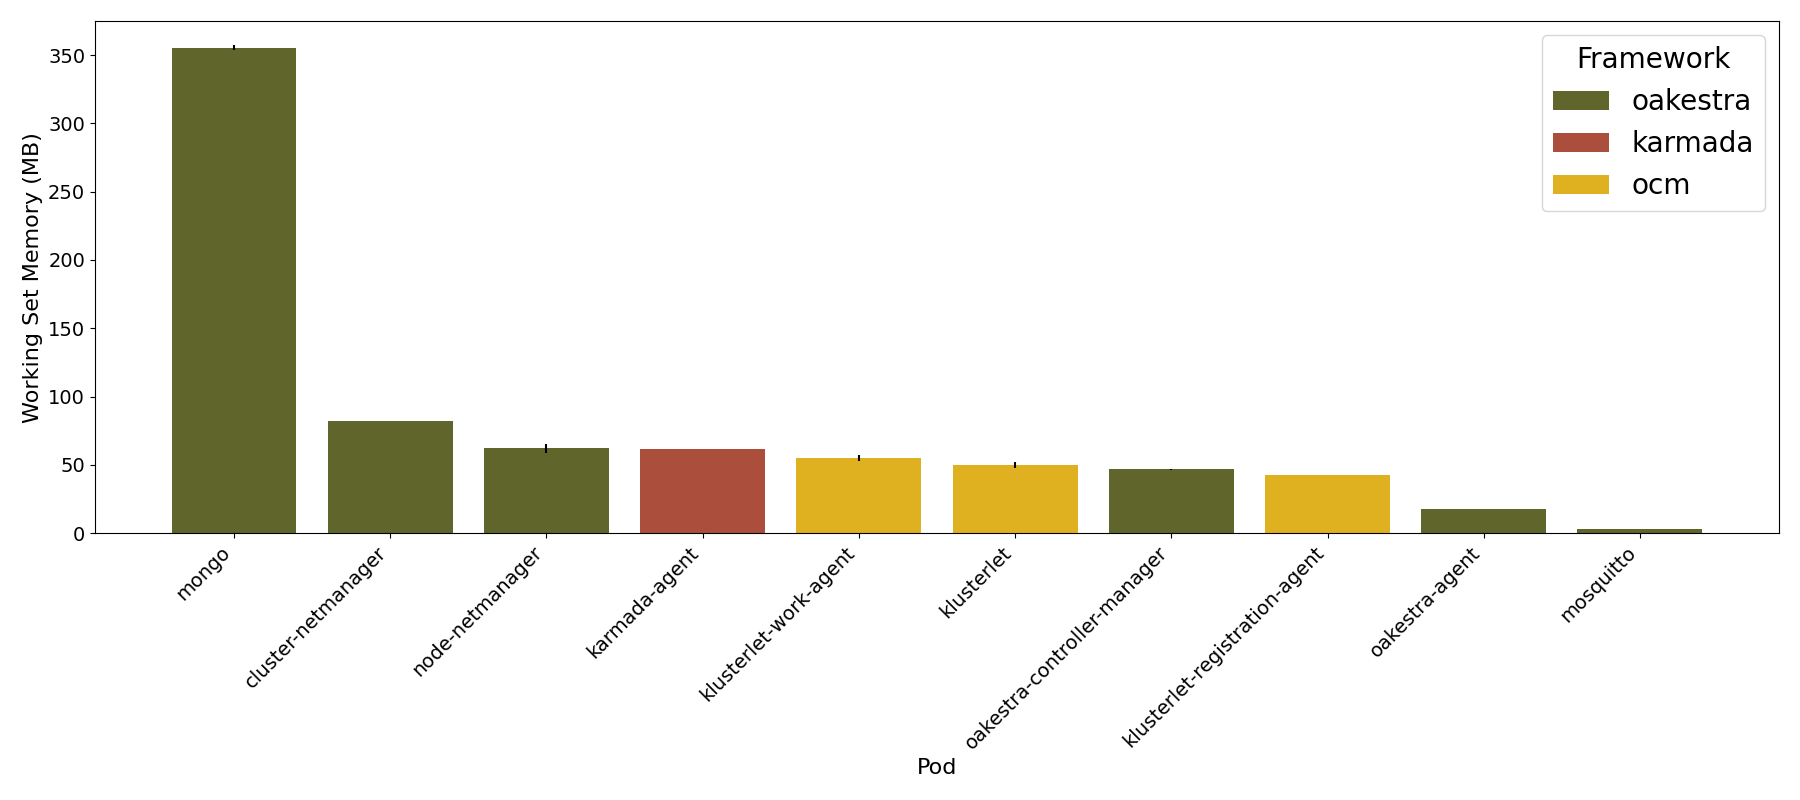 Working Set Memory (MB)
350
300
250
200
150
100
50
0
Framework
oakestra
karmada
ocm
mongo
cluster-netmanager
node-netmanager
karmada-agent
klusterlet-work-agent
klusterlet
oakestra-controller-manager
klusterlet-registration-agent
oakestra-agent
mosquitto
Pod